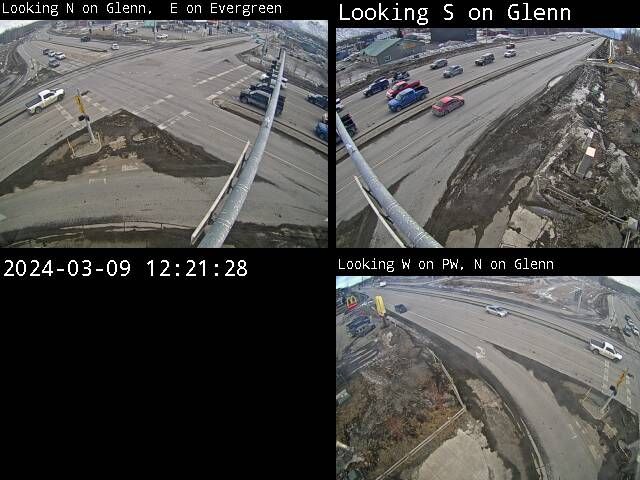 Looking N on Glenn,  E on Evergreen
Looking S on Glenn
2024-03-09 12:21:28
Looking W on PW, N on Glenn